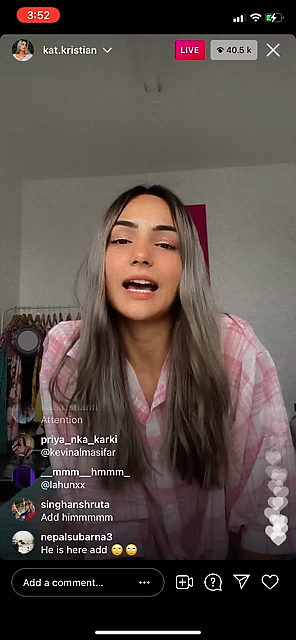 3:52
kat.kristian
LIVE
40.5 k
Attention
priya_nka_karki
@kevinalmasifar
__mmm__hmmm_
@lahunxx
singhanshruta
Add himmmmm
nepalsubarna3
He is here add 🙄🙄
Add a comment...